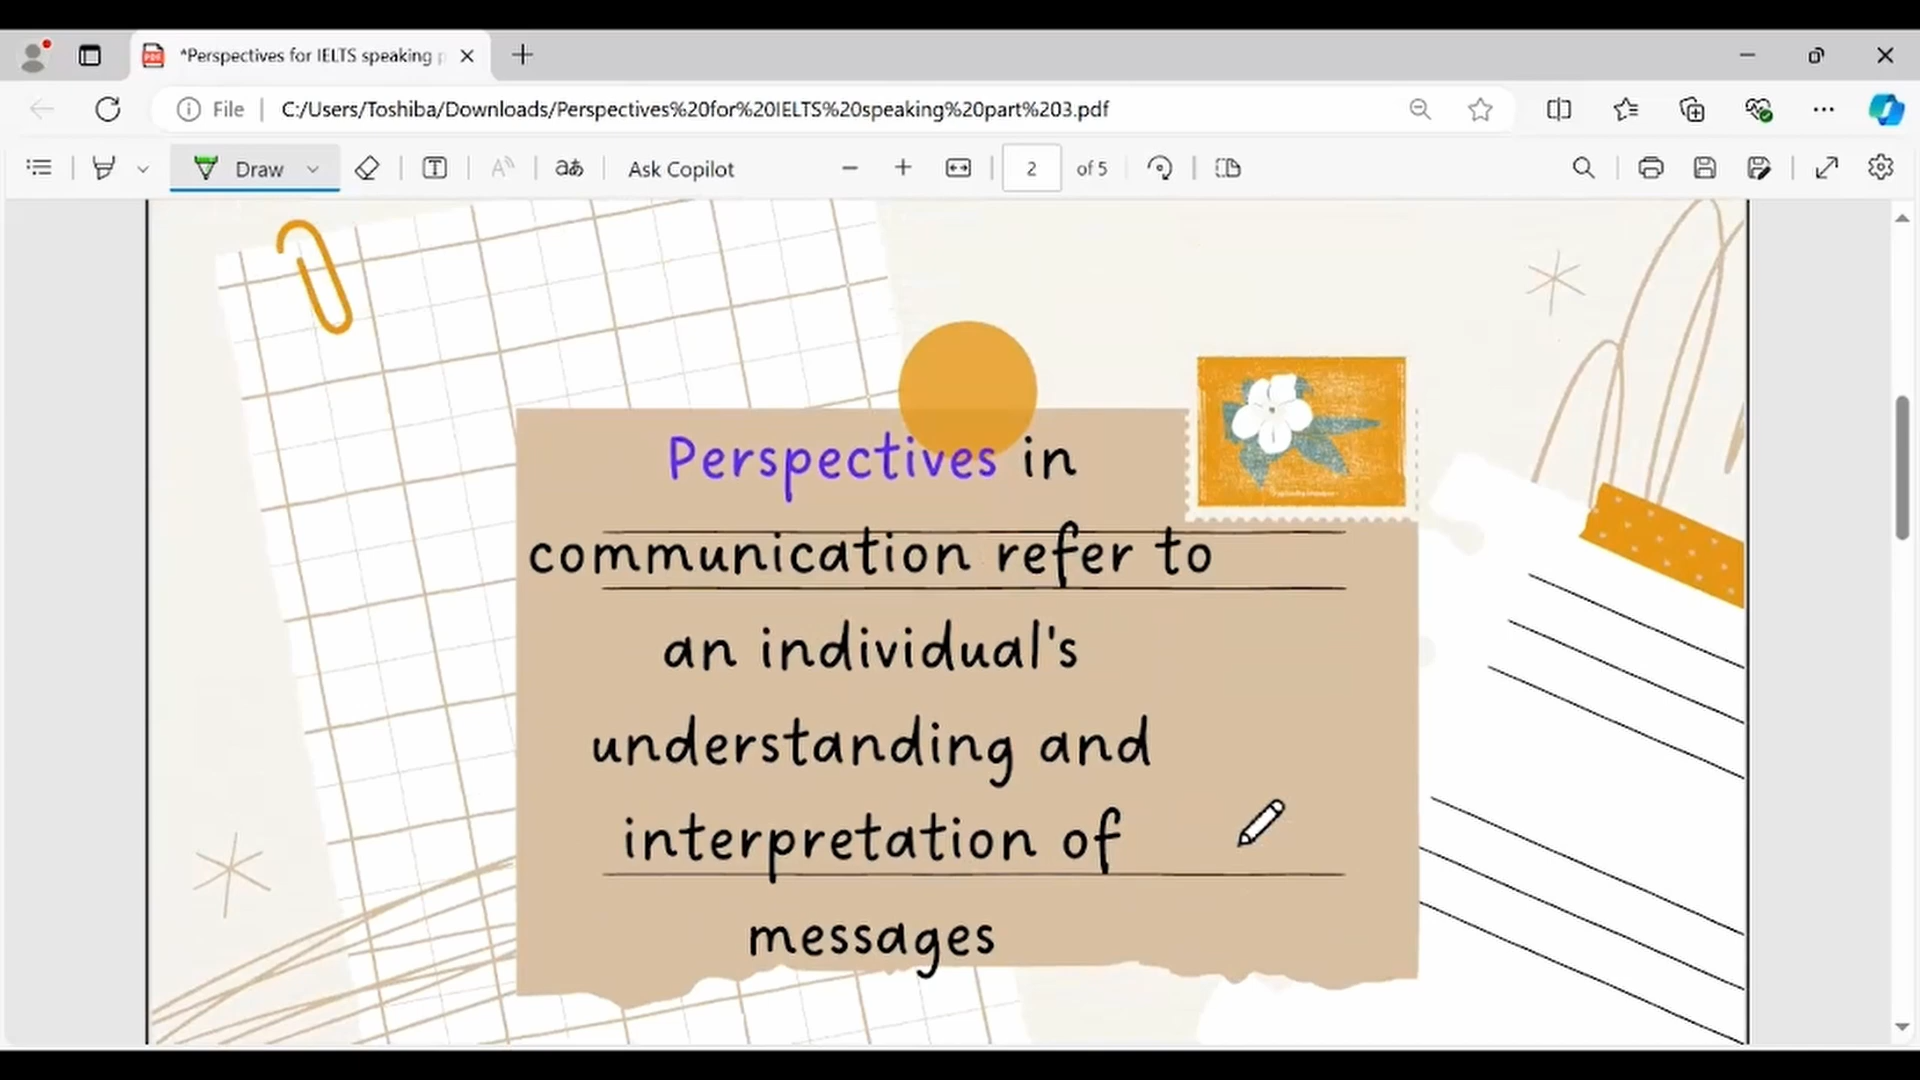 *Perspectives for IELTS speaking p
File
C:/Users/Toshiba/Downloads/Perspectives%20for%20IELTS%20speaking%20part%203.pdf
Draw
Ask Copilot
2 of 5
Perspectives in
communication refer to
an individual's
understanding and
interpretation of
messages